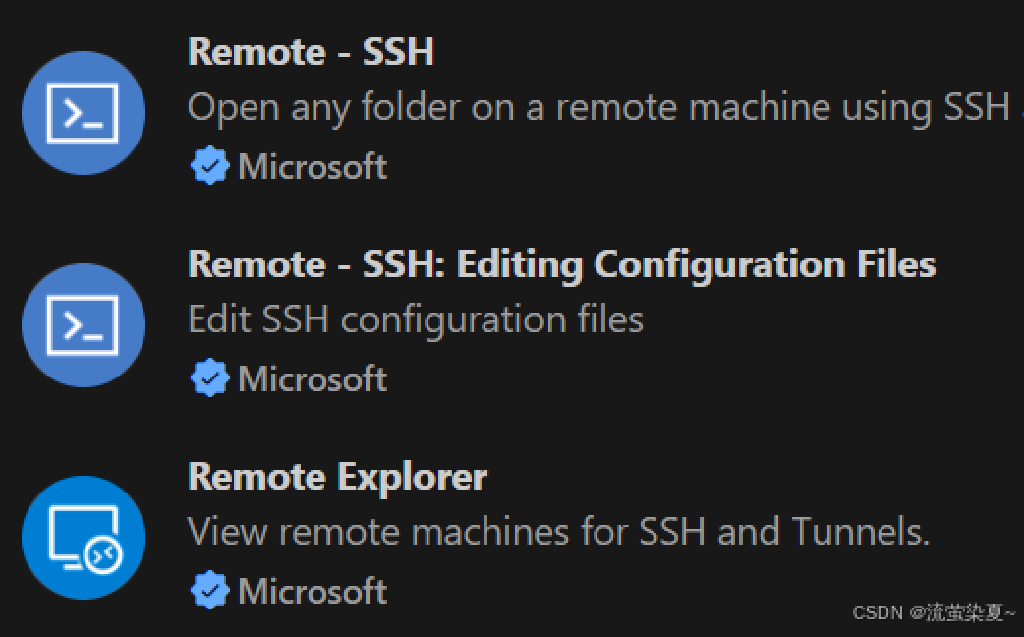 Remote - SSH
Open any folder on a remote machine using SSH
Microsoft
Remote - SSH: Editing Configuration Files
Edit SSH configuration files
Microsoft
Remote Explorer
View remote machines for SSH and Tunnels.
Microsoft
CSDN @流萤染夏~